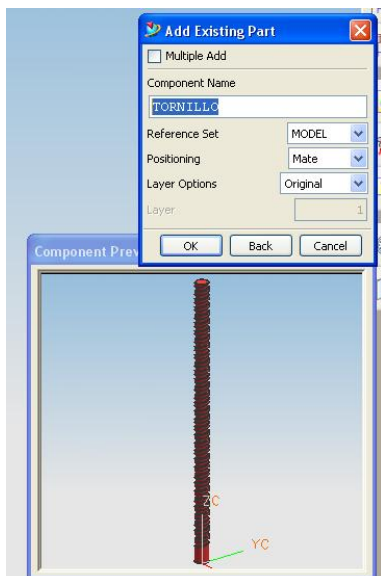 Add Existing Part
Multiple Add
Component Name
TORNILLO
Reference Set MODEL
Positioning Mate
Layer Options Original
Layer 1
OK Back Cancel
Component Prev
ZC
YC